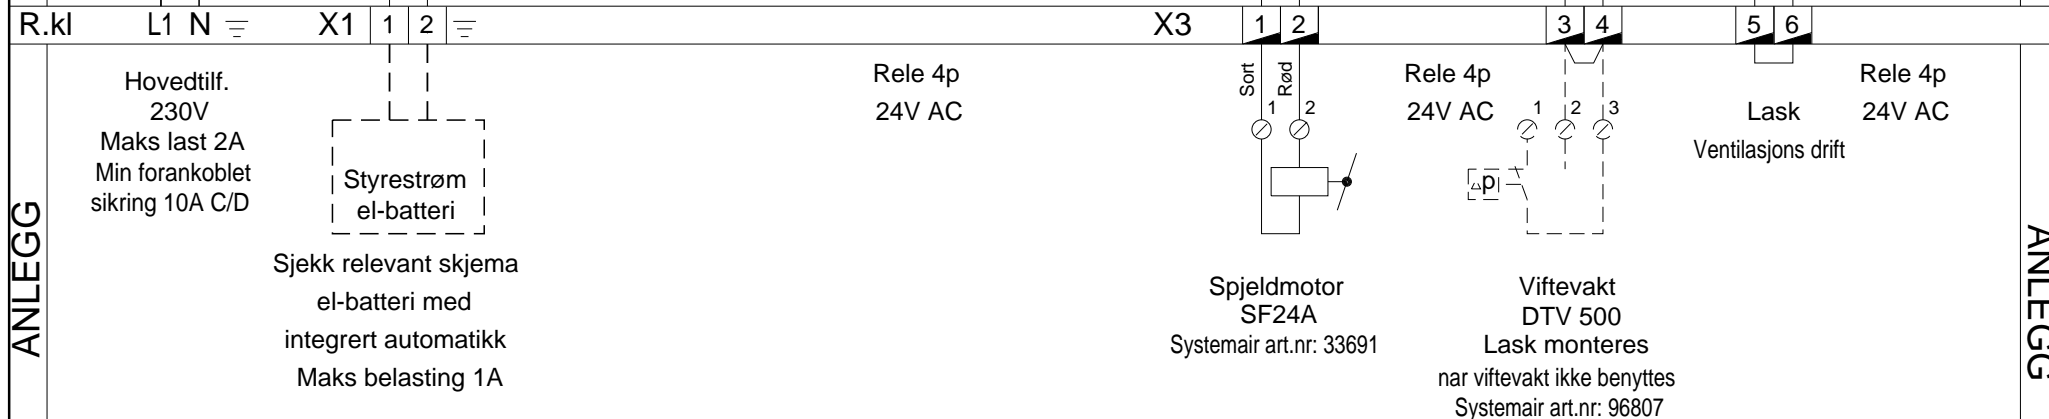 R.kl L1 N X1 1 2 X3 1 2 3 4 5 6
ANLEGG
Hovedtilf.
230V
Maks last 2A
Min forankoblet
sikring 10A C/D
Styrestrøm
el-batteri
Sjekk relevant skjema
el-batteri med
integrert automatikk
Maks belasting 1A
Rele 4p
24V AC
Sort
Rød
1 2
Spjeldmotor
SF24A
Systemair art.nr: 33691
Rele 4p
24V AC
1 2 3
△p
Viftevakt
DTV 500
Lask monteres
nar viftevakt ikke benyttes
Systemair art.nr: 96807
Lask
Ventilasjons drift
Rele 4p
24V AC
ANLEGG